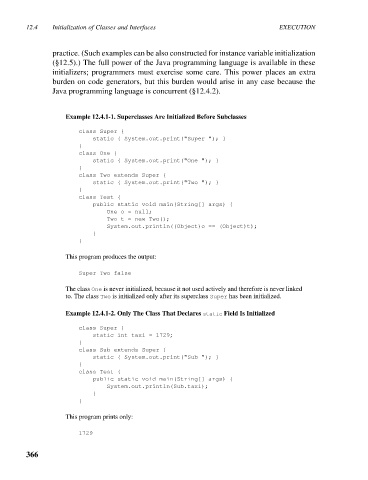 12.4 Initialization of Classes and Interfaces EXECUTION
practice. (Such examples can be also constructed for instance variable initialization
(§12.5).) The full power of the Java programming language is available in these
initializers; programmers must exercise some care. This power places an extra
burden on code generators, but this burden would arise in any case because the
Java programming language is concurrent (§12.4.2).
Example 12.4.1-1. Superclasses Are Initialized Before Subclasses
class Super {
static { System.out.print("Super "); }
}
class One {
static { System.out.print("One "); }
}
class Two extends Super {
static { System.out.print("Two "); }
}
class Test {
public static void main(String[] args) {
One o = null;
Two t = new Two();
System.out.println((Object)o == (Object)t);
}
}
This program produces the output:
Super Two false
The class One is never initialized, because it not used actively and therefore is never linked
to. The class Two is initialized only after its superclass Super has been initialized.
Example 12.4.1-2. Only The Class That Declares static Field Is Initialized
class Super {
static int taxi = 1729;
}
class Sub extends Super {
static { System.out.print("Sub "); }
}
class Test {
public static void main(String[] args) {
System.out.println(Sub.taxi);
}
}
This program prints only:
1729
366